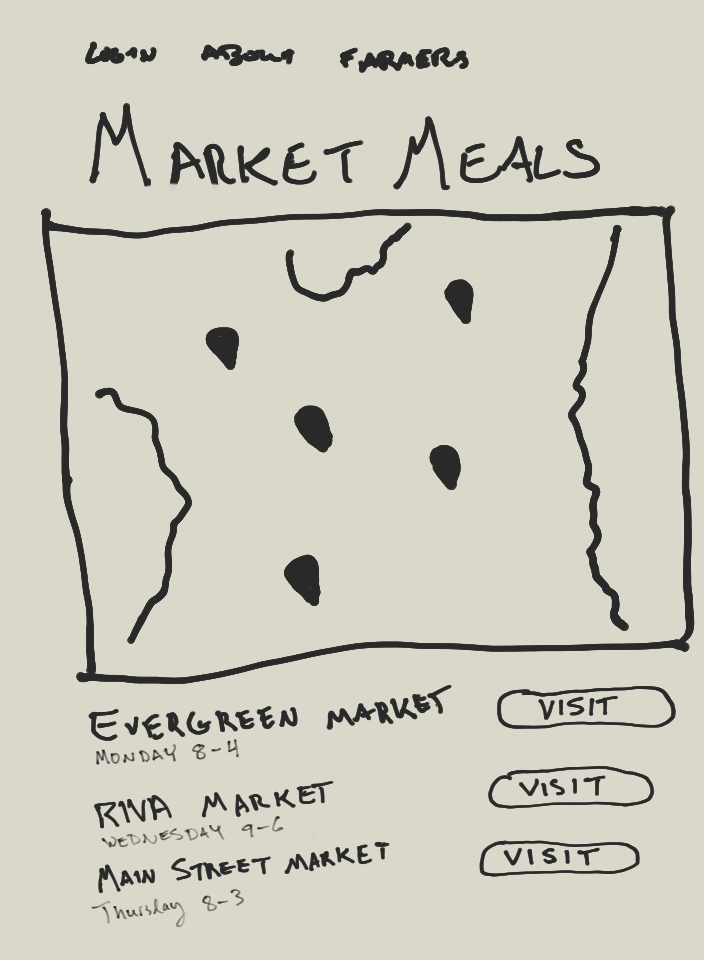 LOGIN ABOUT FARMERS
MARKET MEALS
EVERGREEN MARKET VISIT
MONDAY 8-4
RIVA MARKET VISIT
WEDNESDAY 9-6
MAIN STREET MARKET VISIT
Thursday 8-3